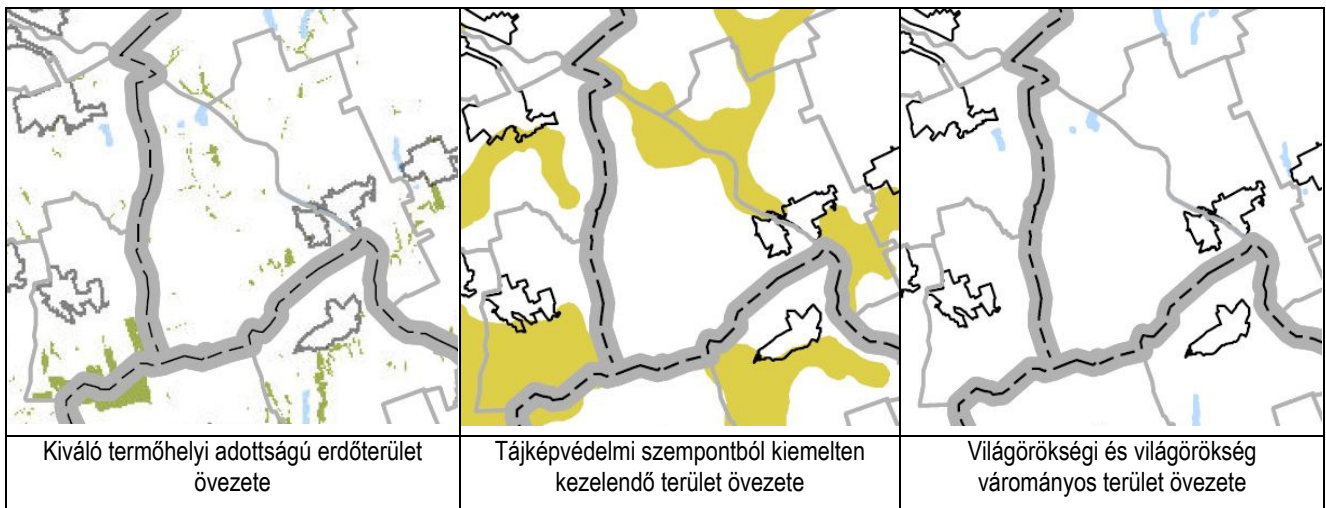 Kiváló termőhelyi adottságú erdőterület
övezete
Tájképvédelmi szempontból kiemelten
kezelendő terület övezete
Világörökségi és világörökség
várományos terület övezete